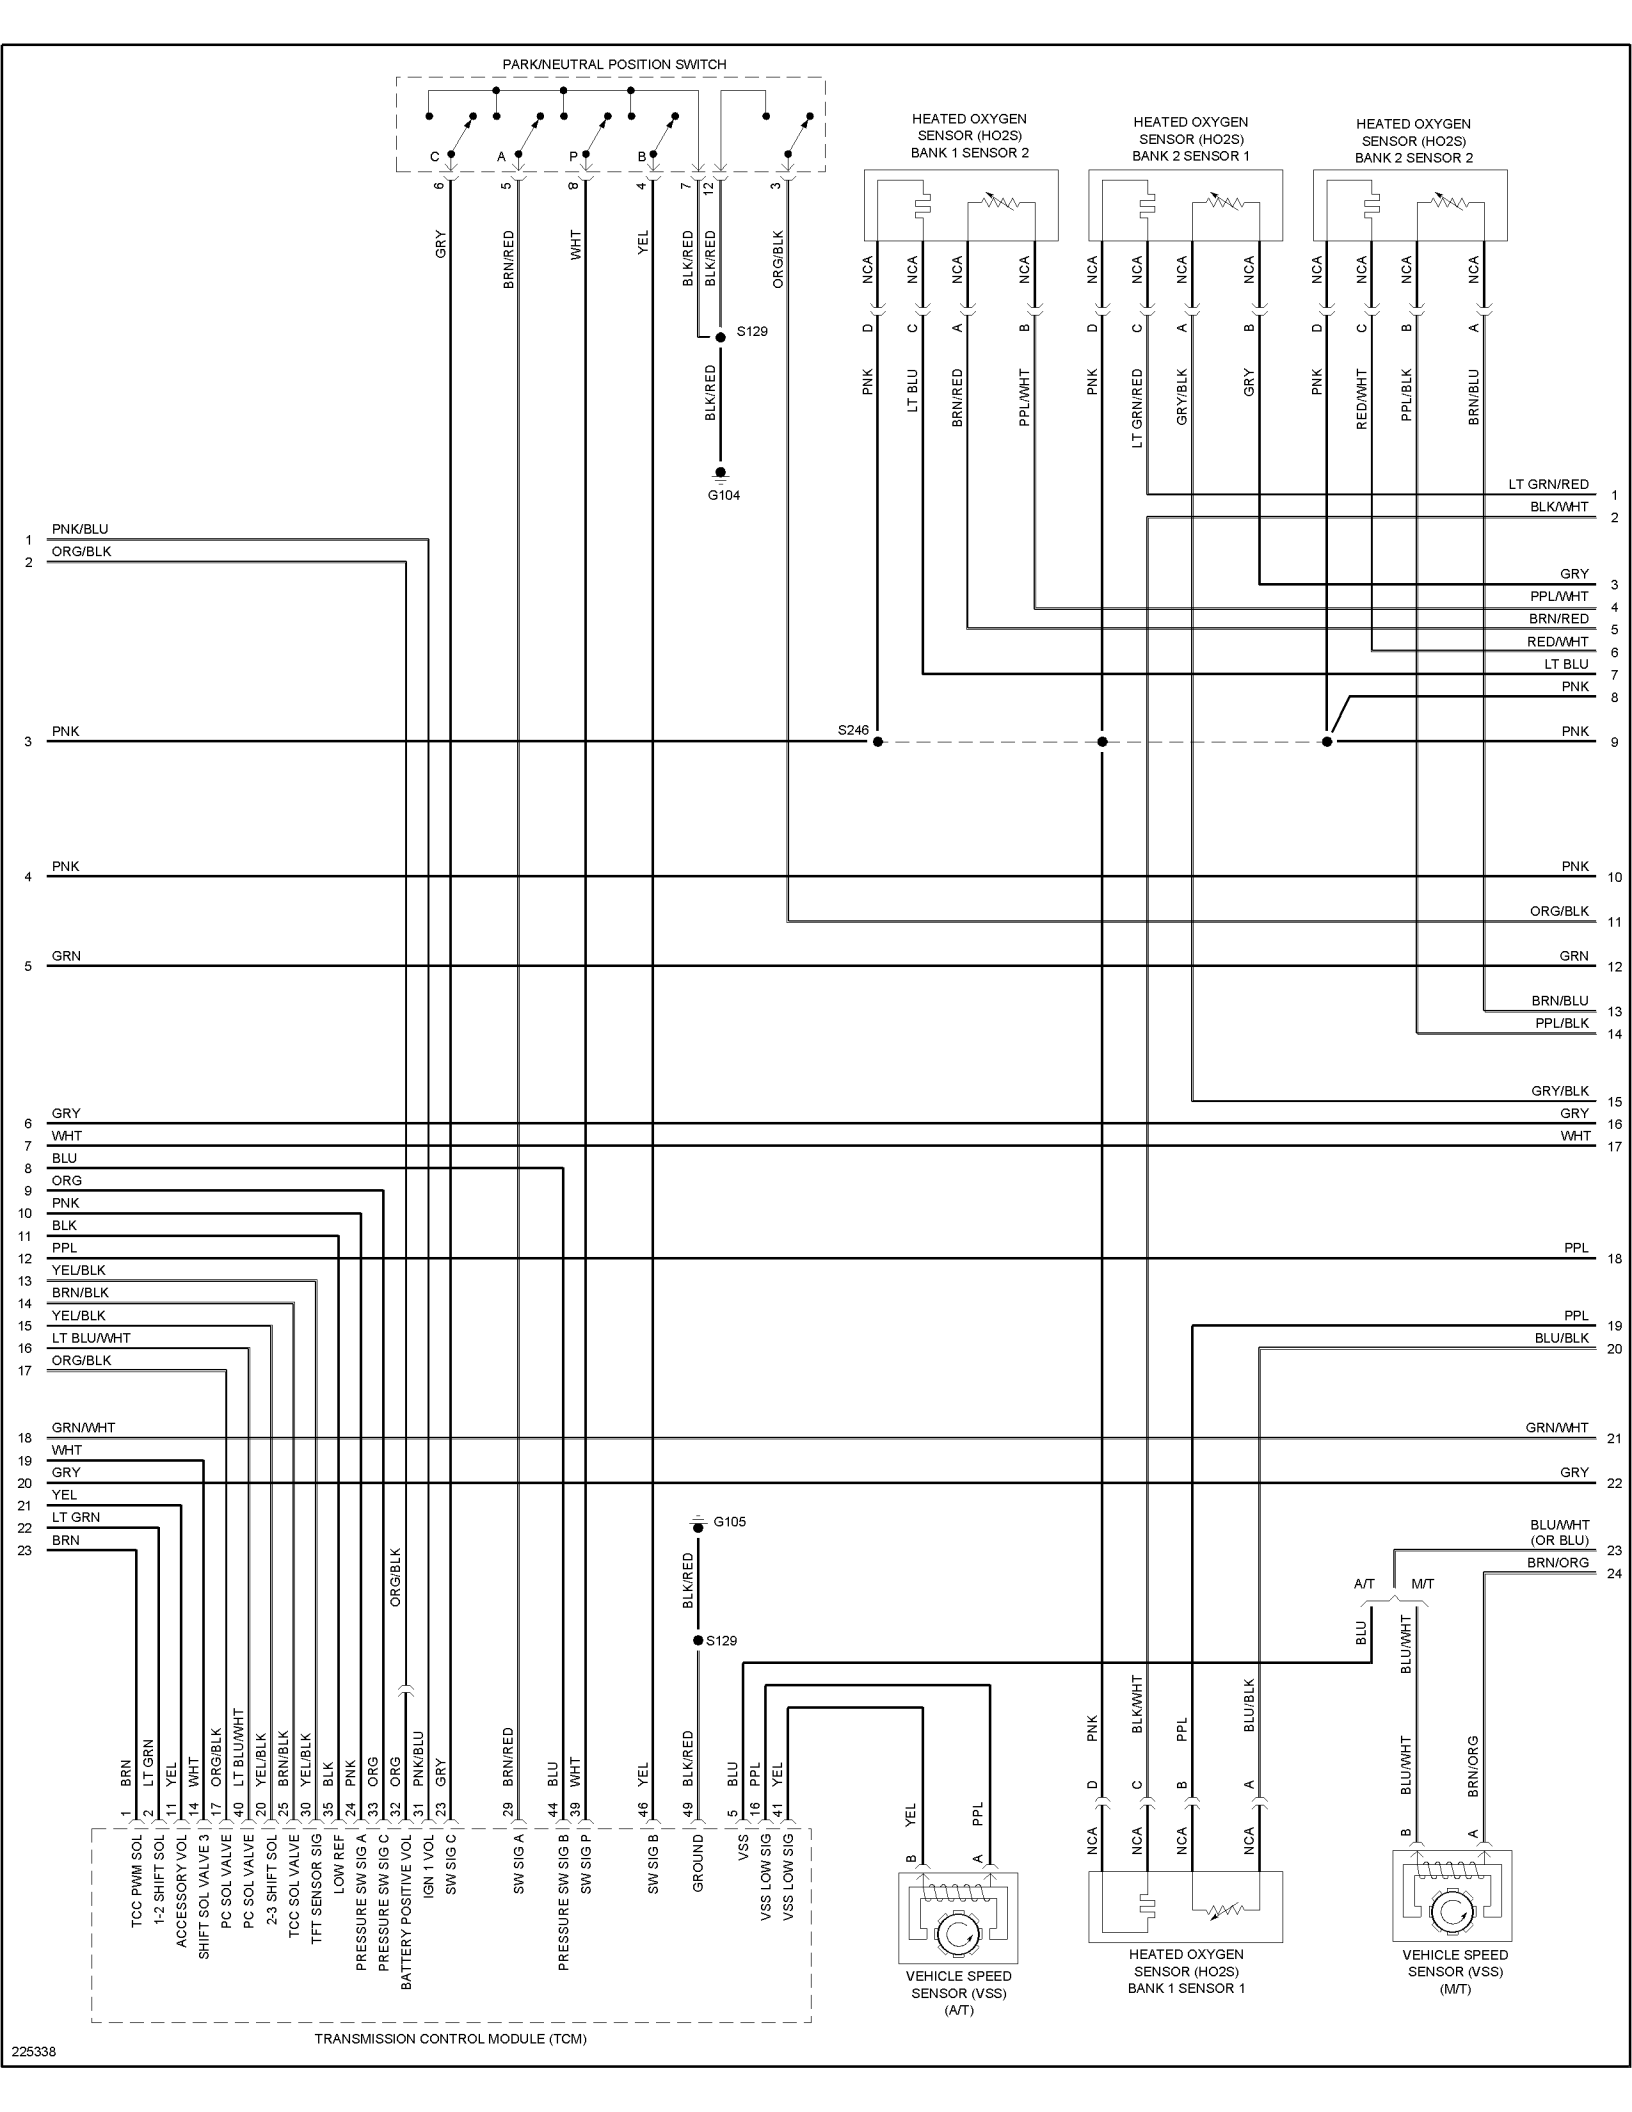 PARK/NEUTRAL POSITION SWITCH
C
A
P
B
6
5
8
4
7
12
3
GRY
BRN/RED
WHT
YEL
BLK/RED
BLK/RED
ORG/BLK
S129
BLK/RED
G104
HEATED OXYGEN
SENSOR (HO2S)
BANK 1 SENSOR 2
HEATED OXYGEN
SENSOR (HO2S)
BANK 2 SENSOR 1
HEATED OXYGEN
SENSOR (HO2S)
BANK 2 SENSOR 2
NCA
NCA
NCA
NCA
NCA
NCA
NCA
NCA
NCA
NCA
NCA
NCA
D
C
A
B
D
C
A
B
D
C
B
A
PNK
LT BLU
BRN/RED
PPL/WHT
PNK
LT GRN/RED
GRY/BLK
GRY
PNK
RED/WHT
PPL/BLK
BRN/BLU
1 PNK/BLU
2 ORG/BLK
3 PNK
4 PNK
5 GRN
6 GRY
7 WHT
8 BLU
9 ORG
10 PNK
11 BLK
12 PPL
13 YEL/BLK
14 BRN/BLK
15 YEL/BLK
16 LT BLU/WHT
17 ORG/BLK
18 GRN/WHT
19 WHT
20 GRY
21 YEL
22 LT GRN
23 BRN
S246
LT GRN/RED 1
BLK/WHT 2
GRY 3
PPL/WHT 4
BRN/RED 5
RED/WHT 6
LT BLU 7
PNK 8
PNK 9
PNK 10
ORG/BLK 11
GRN 12
BRN/BLU 13
PPL/BLK 14
GRY/BLK 15
GRY 16
WHT 17
PPL 18
PPL 19
BLU/BLK 20
GRN/WHT 21
GRY 22
BLU/WHT
(OR BLU) 23
BRN/ORG 24
A/T
M/T
BLU
BLU/WHT
G105
BLK/RED
S129
ORG/BLK
BRN
LT GRN
YEL
WHT
ORG/BLK
LT BLU/WHT
YEL/BLK
BRN/BLK
YEL/BLK
BLK
PNK
ORG
ORG
PNK/BLU
GRY
BRN/RED
BLU
WHT
YEL
BLK/RED
BLU
PPL
YEL
1
2
11
14
17
40
20
25
30
35
24
33
32
31
23
29
44
39
46
49
5
16
41
TCC PWM SOL
1-2 SHIFT SOL
ACCESSORY VOL
SHIFT SOL VALVE 3
PC SOL VALVE
PC SOL VALVE
2-3 SHIFT SOL
TCC SOL VALVE
TFT SENSOR SIG
LOW REF
PRESSURE SW SIG A
PRESSURE SW SIG C
BATTERY POSITIVE VOL
IGN 1 VOL
SW SIG C
SW SIG A
PRESSURE SW SIG B
SW SIG P
SW SIG B
GROUND
VSS
VSS LOW SIG
VSS LOW SIG
TRANSMISSION CONTROL MODULE (TCM)
YEL
PPL
B
A
VEHICLE SPEED
SENSOR (VSS)
(A/T)
PNK
BLK/WHT
PPL
BLU/BLK
D
C
B
A
NCA
NCA
NCA
NCA
HEATED OXYGEN
SENSOR (HO2S)
BANK 1 SENSOR 1
BLU/WHT
BRN/ORG
B
A
VEHICLE SPEED
SENSOR (VSS)
(M/T)
225338